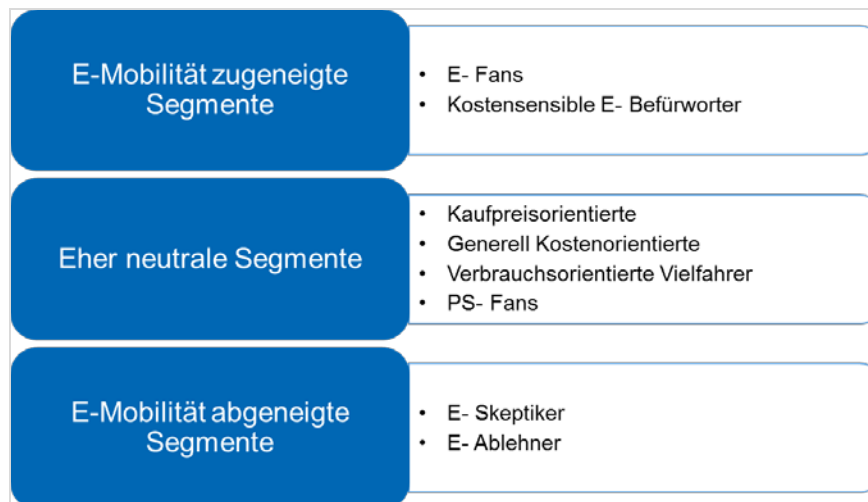 E-Mobilität zugeneigte
Segmente
• E- Fans
• Kostensensible E- Befürworter
Eher neutrale Segmente
• Kaufpreisorientierte
• Generell Kostenorientierte
• Verbrauchsorientierte Vielfahrer
• PS- Fans
E-Mobilität abgeneigte
Segmente
• E- Skeptiker
• E- Ablehner